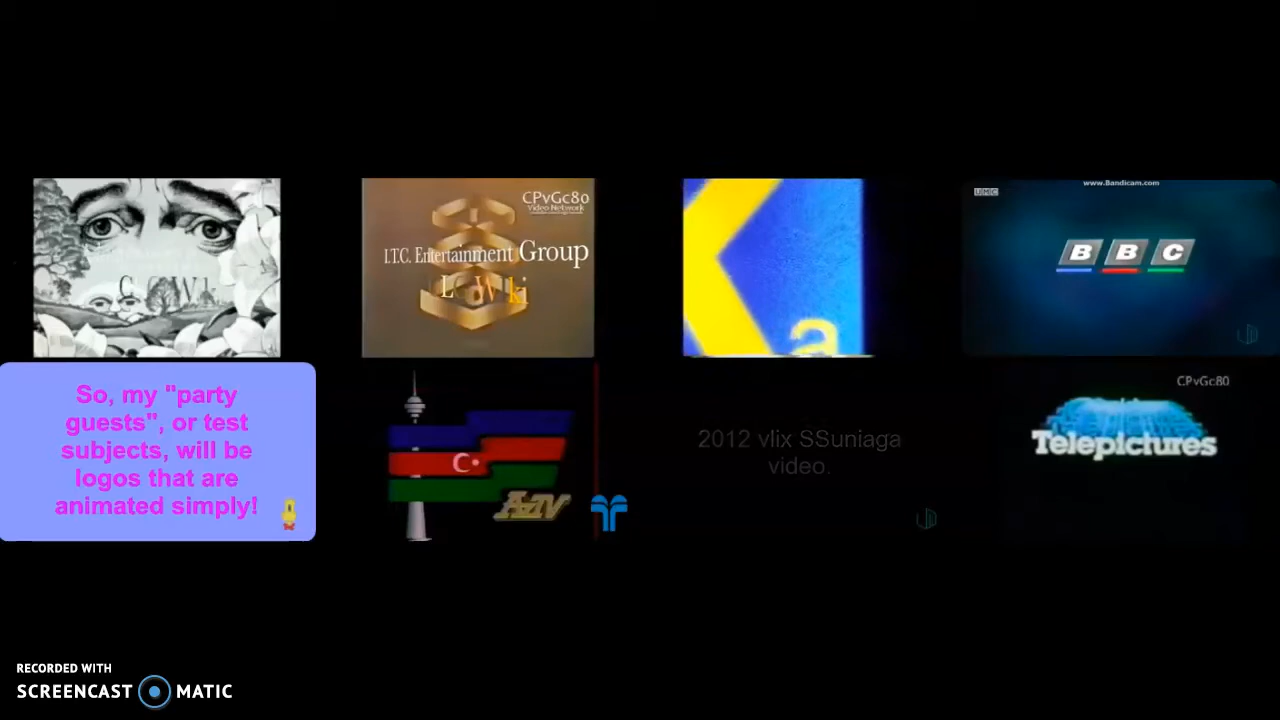 CPvGc80
Video Network
I.T.C. Entertainment Group
a
www.Bandicam.com
UMC
BBC
So, my "party
guests", or test
subjects, will be
logos that are
animated simply!
AzTV
2012 vlix SSuniaga
video.
CPvGc80
Telepictures
RECORDED WITH
SCREENCAST MATIC